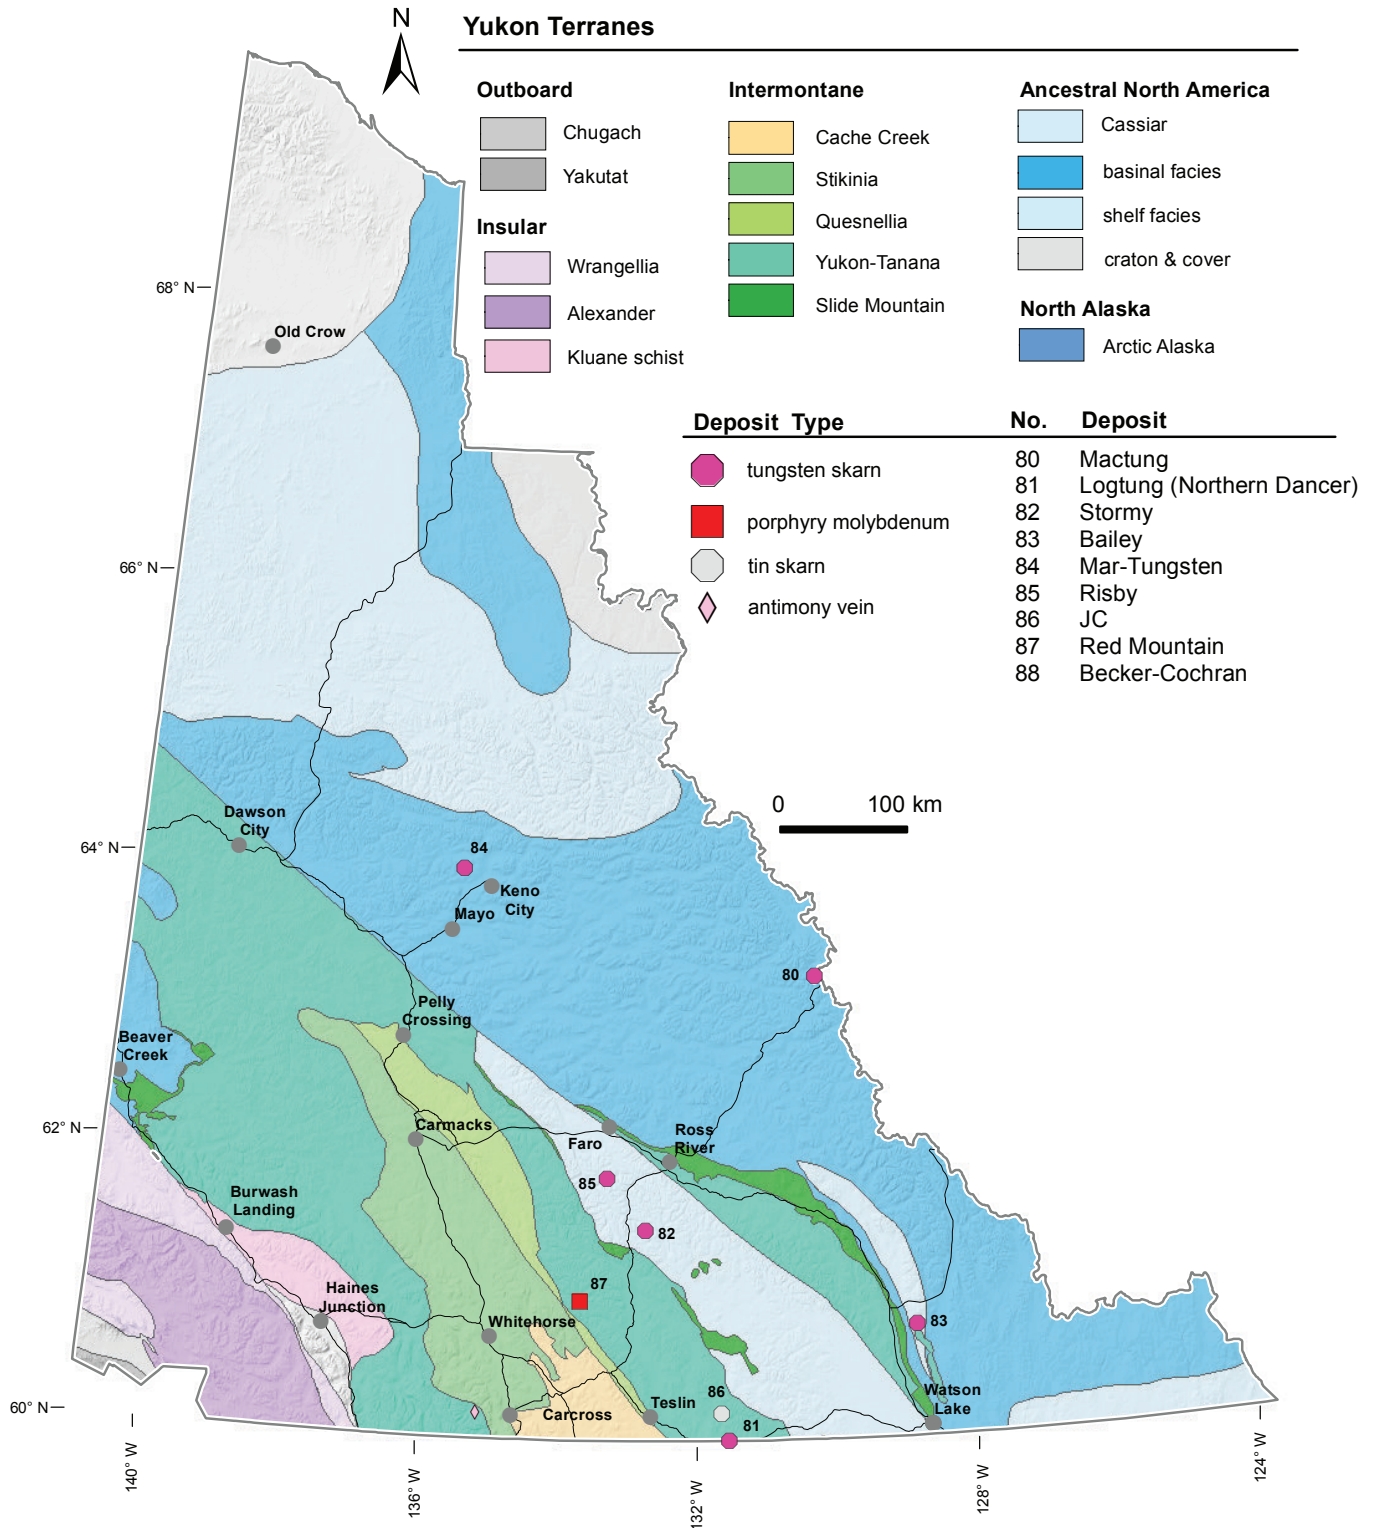 N
Yukon Terranes
Outboard
Chugach
Yakutat
Insular
Wrangellia
Alexander
Kluane schist
Intermontane
Cache Creek
Stikinia
Quesnellia
Yukon-Tanana
Slide Mountain
Ancestral North America
Cassiar
basinal facies
shelf facies
craton & cover
North Alaska
Arctic Alaska
Deposit Type
tungsten skarn
porphyry molybdenum
tin skarn
antimony vein
No. Deposit
80 Mactung
81 Logtung (Northern Dancer)
82 Stormy
83 Bailey
84 Mar-Tungsten
85 Risby
86 JC
87 Red Mountain
88 Becker-Cochran
0 100 km
68° N
Old Crow
66° N
Dawson
City
64° N
84
Keno
City
Mayo
80
Pelly
Crossing
Beaver
Creek
62° N
Carmacks
Faro
Ross
River
85
82
Burwash
Landing
87
Haines
Junction
Whitehorse
83
86
Teslin
Watson
Lake
60° N
Carcross
81
140° W
136° W
132° W
128° W
124° W